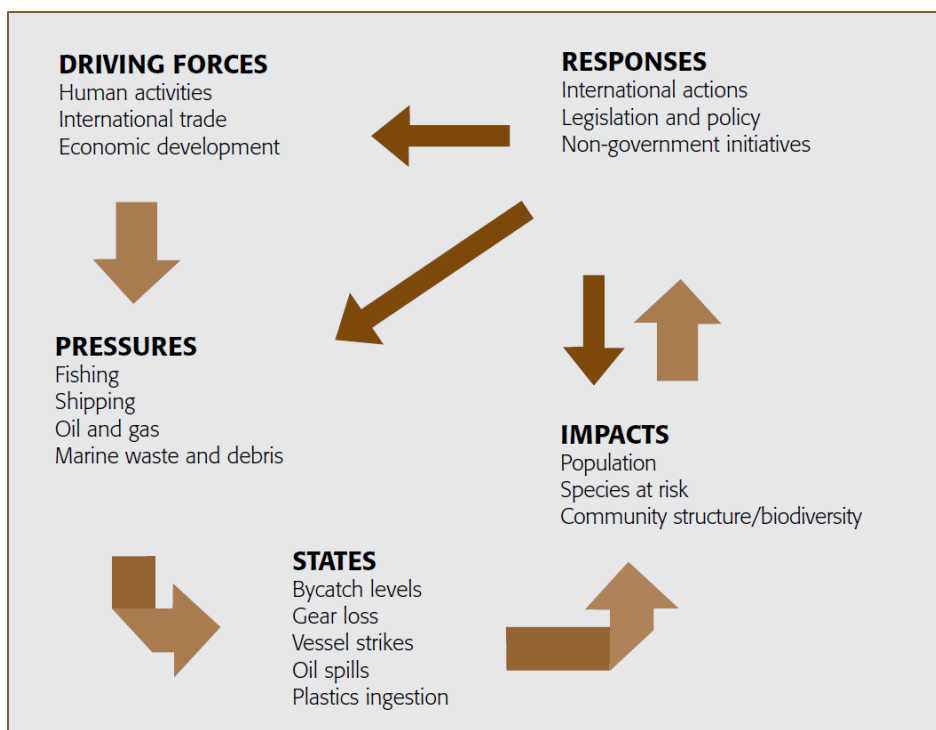 DRIVING FORCES
Human activities
International trade
Economic development
RESPONSES
International actions
Legislation and policy
Non-government initiatives
PRESSURES
Fishing
Shipping
Oil and gas
Marine waste and debris
IMPACTS
Population
Species at risk
Community structure/biodiversity
STATES
Bycatch levels
Gear loss
Vessel strikes
Oil spills
Plastics ingestion